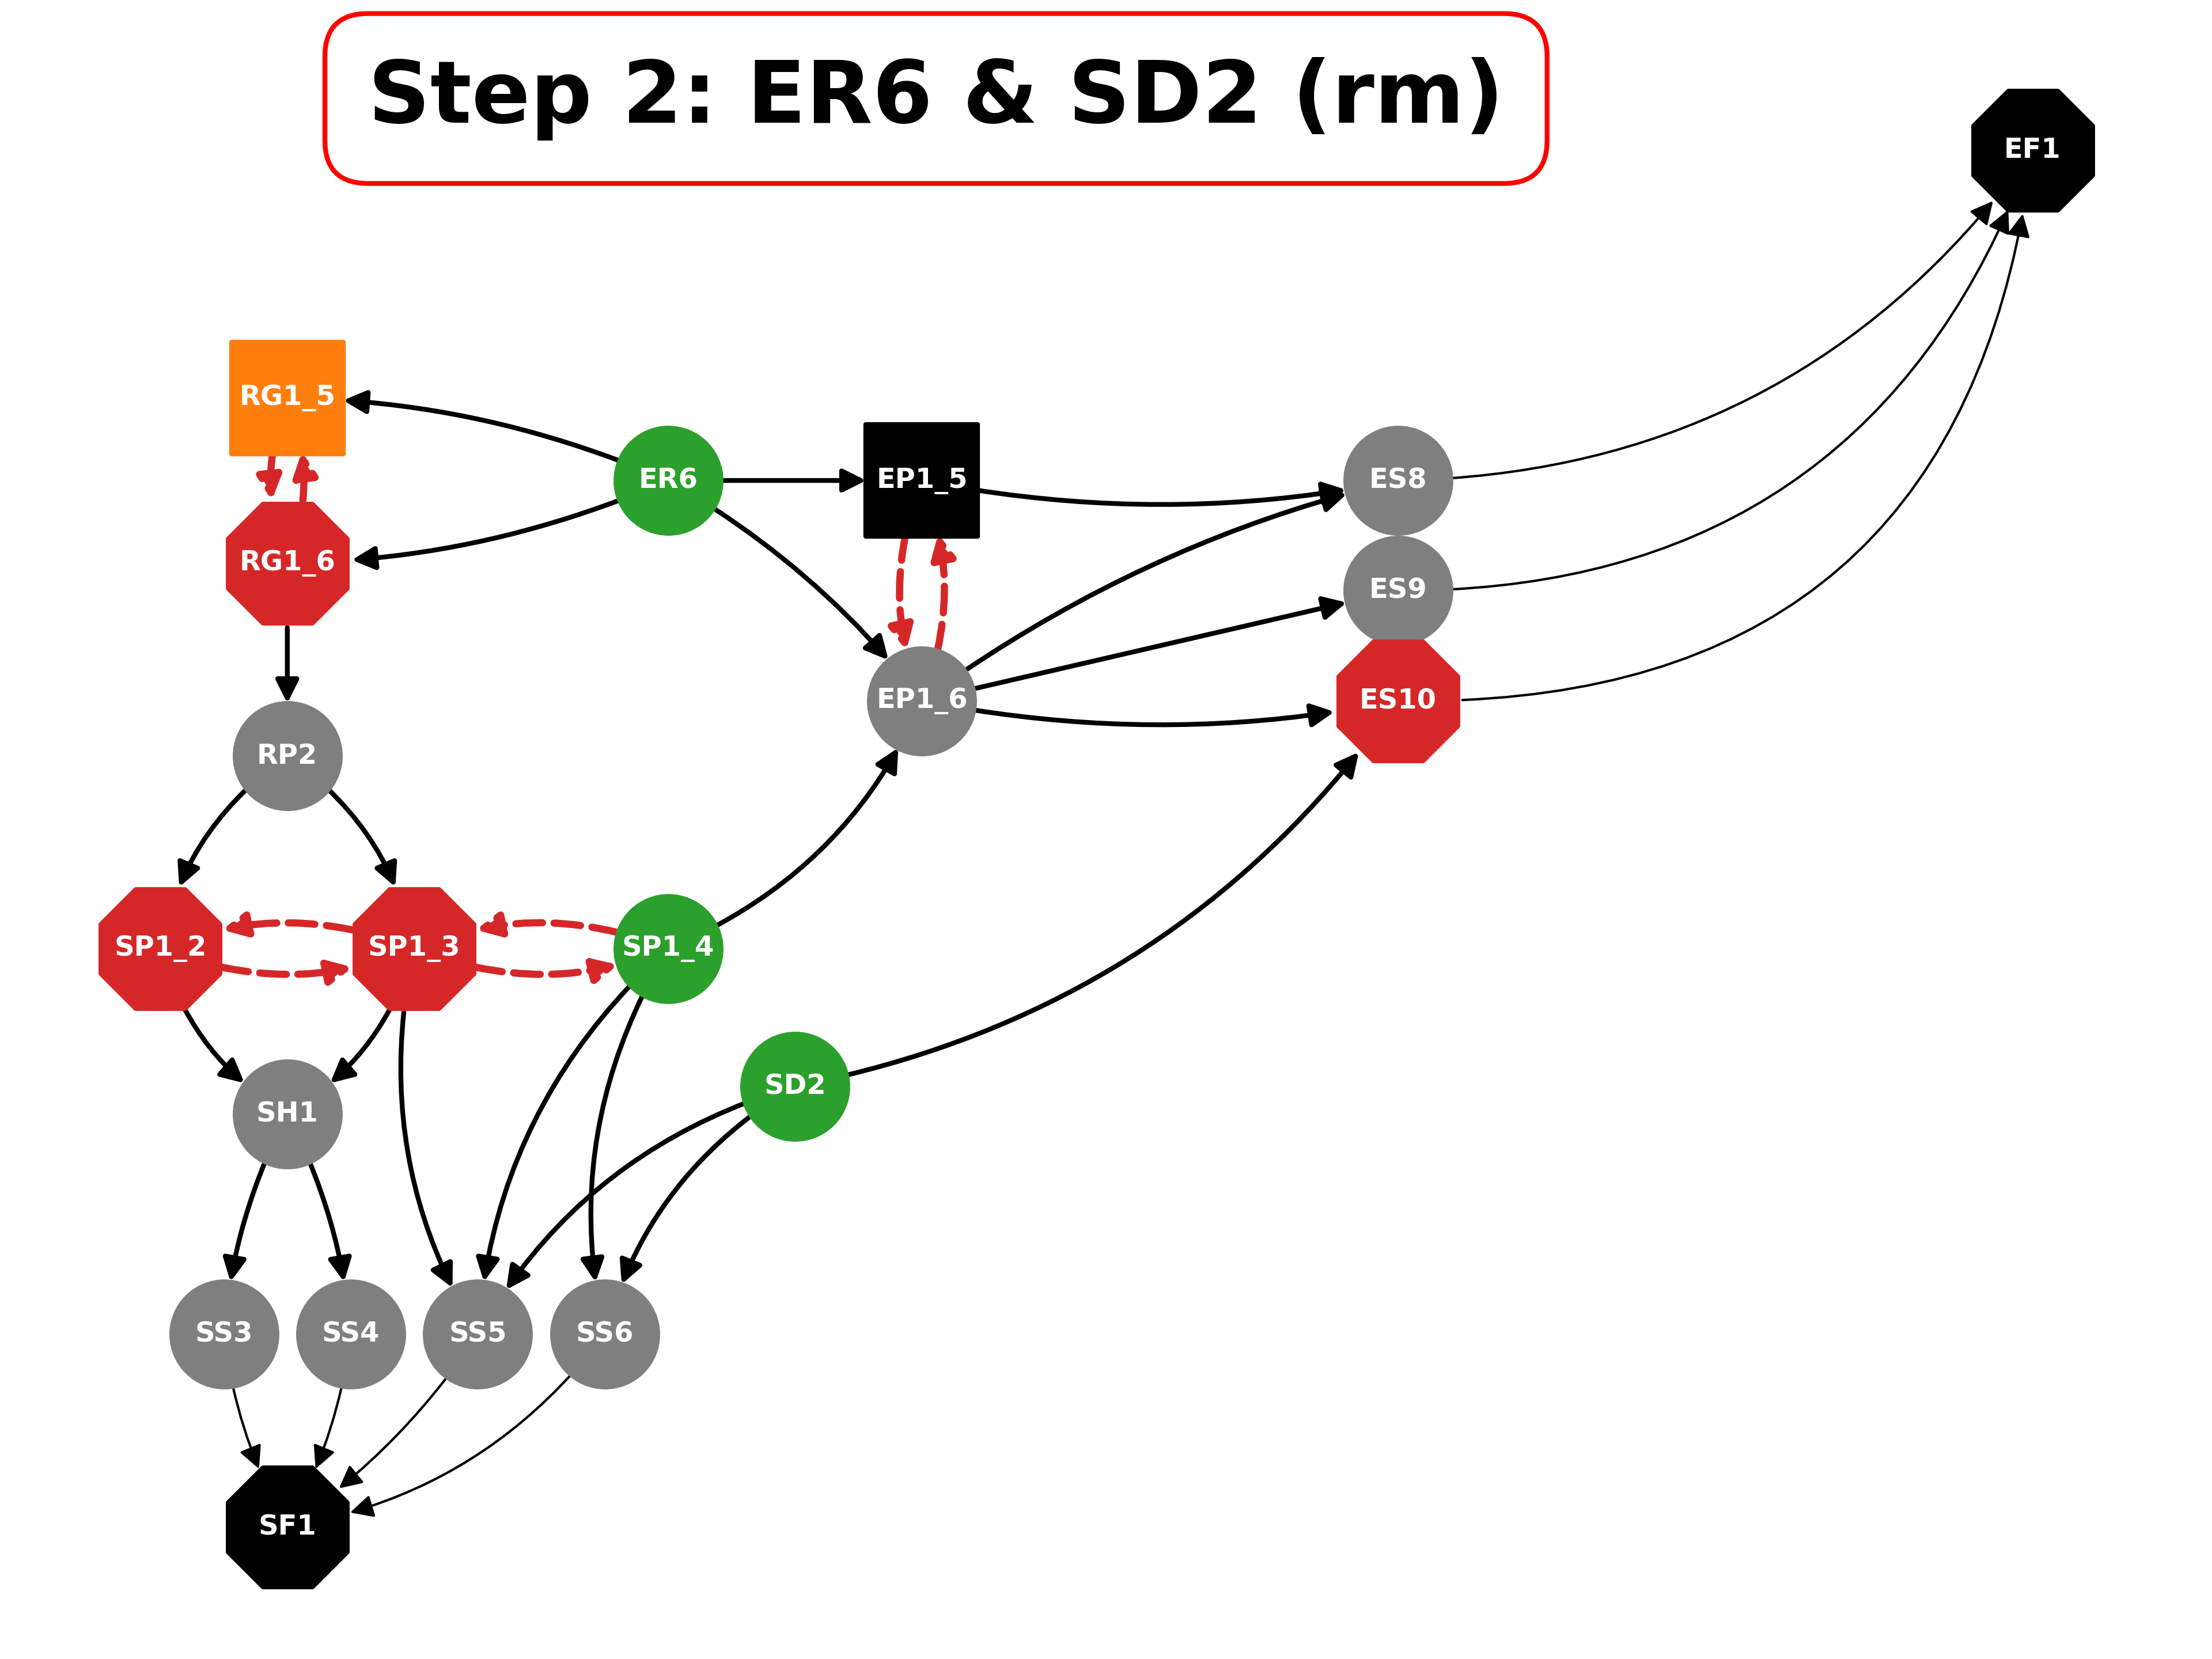 Step 2: ER6 & SD2 (rm)
EF1
RG1_5
ER6
EP1_5
ES8
RG1_6
ES9
EP1_6
ES10
RP2
SP1_2
SP1_3
SP1_4
SD2
SH1
SS3
SS4
SS5
SS6
SF1